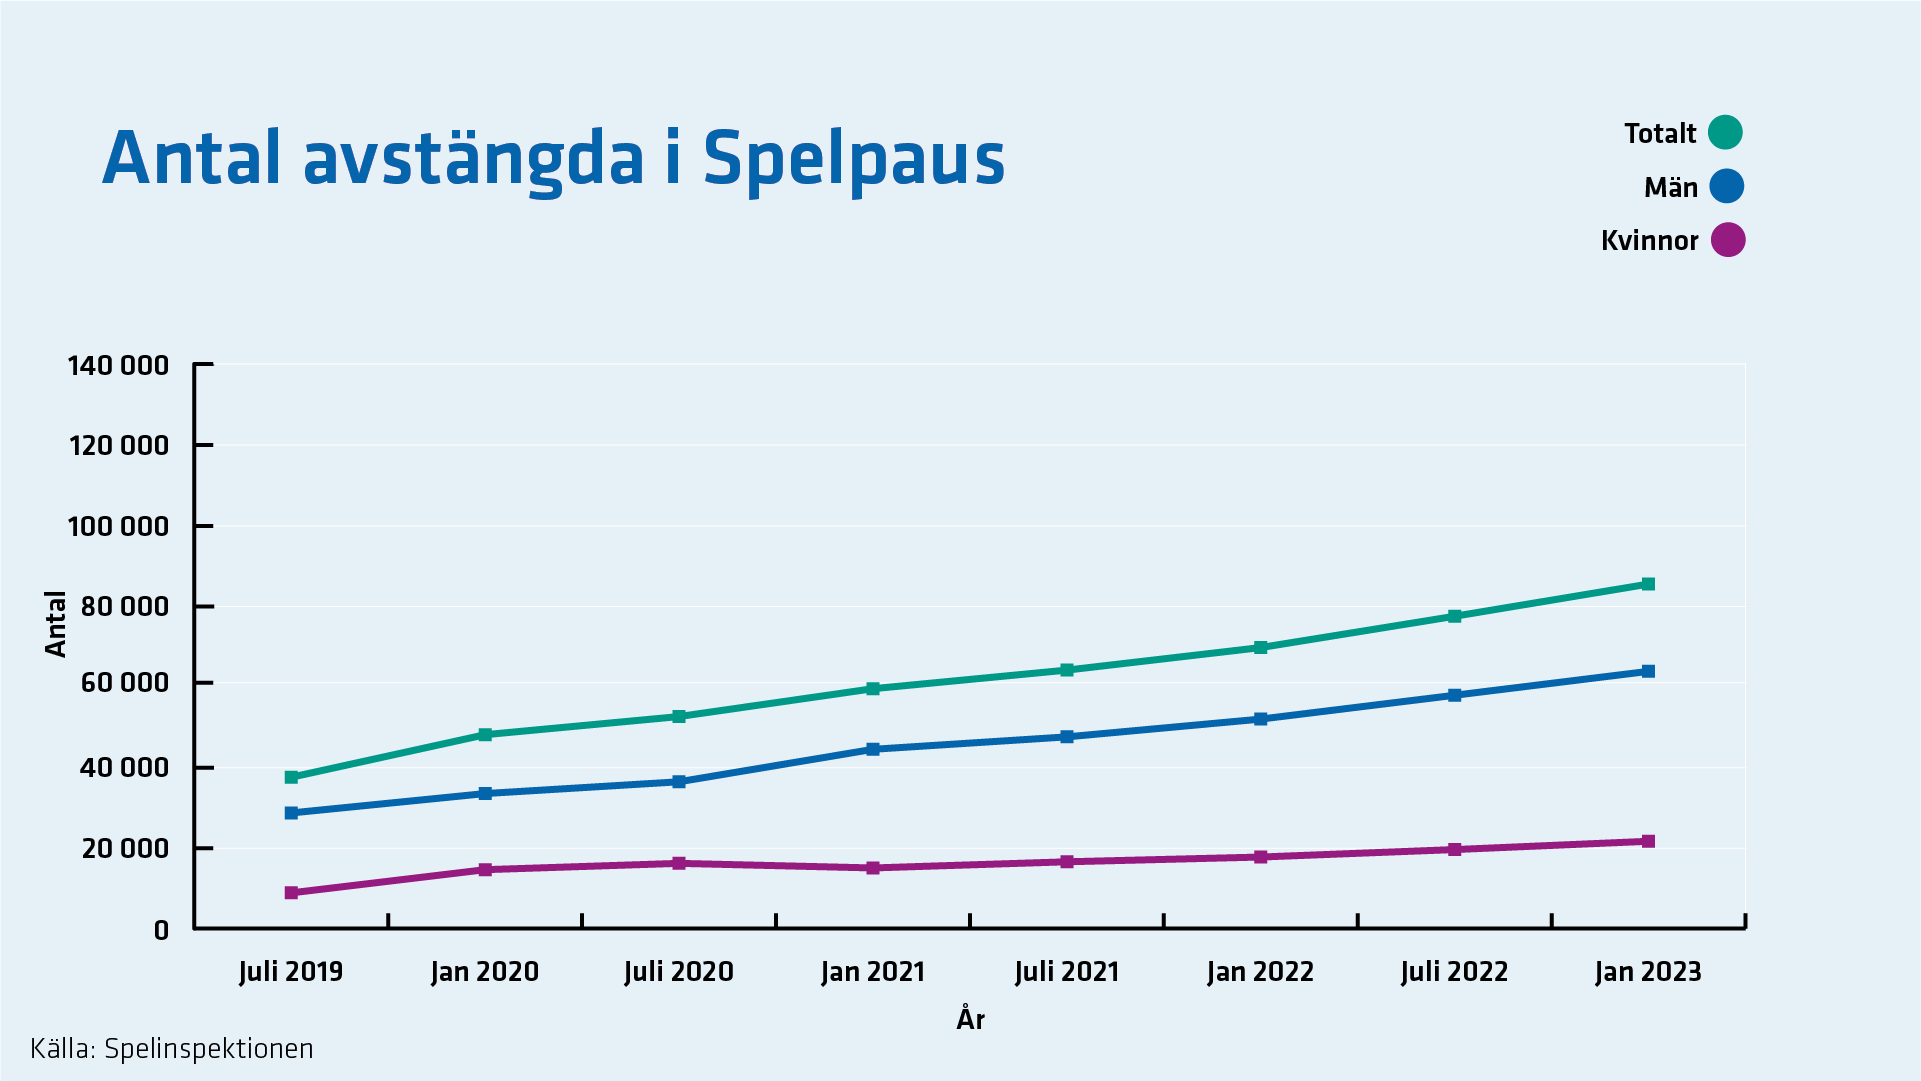 Antal avstängda i Spelpaus
Totalt
Män
Kvinnor
140 000
120 000
100 000
80 000
60 000
40 000
20 000
0
Antal
Juli 2019
Jan 2020
Juli 2020
Jan 2021
Juli 2021
Jan 2022
Juli 2022
Jan 2023
År
Källa: Spelinspektionen